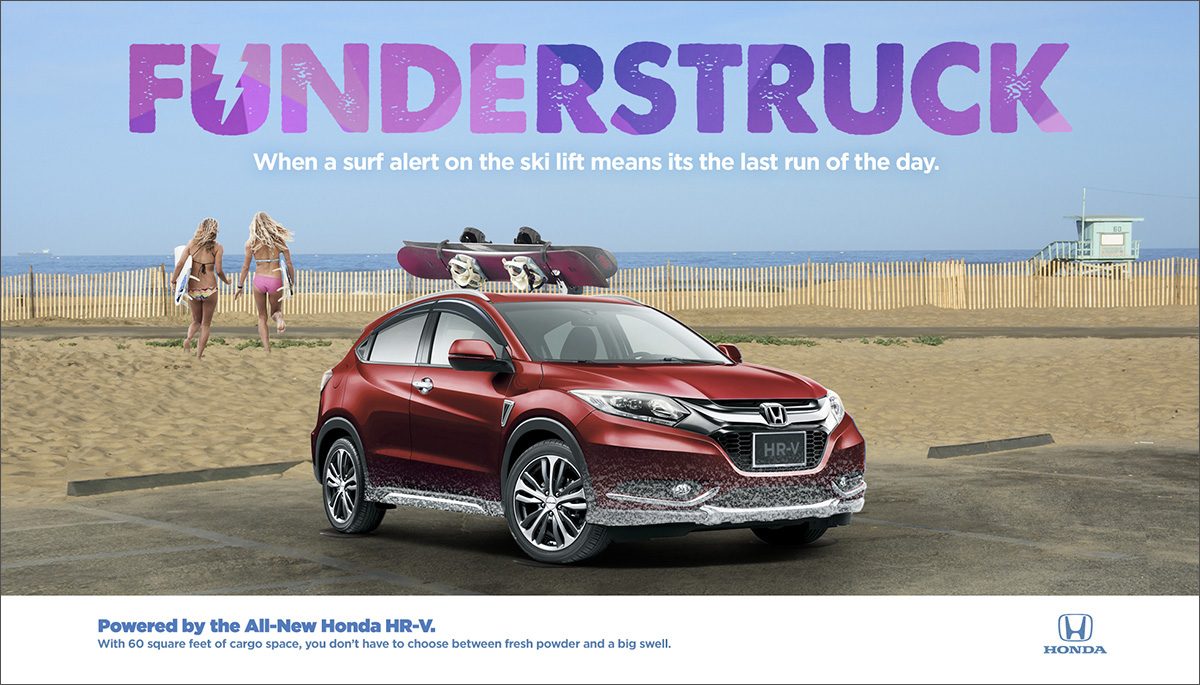 FUNDERSTRUCK
When a surf alert on the ski lift means its the last run of the day.
60
HR-V
Powered by the All-New Honda HR-V.
With 60 square feet of cargo space, you don't have to choose between fresh powder and a big swell.
HONDA